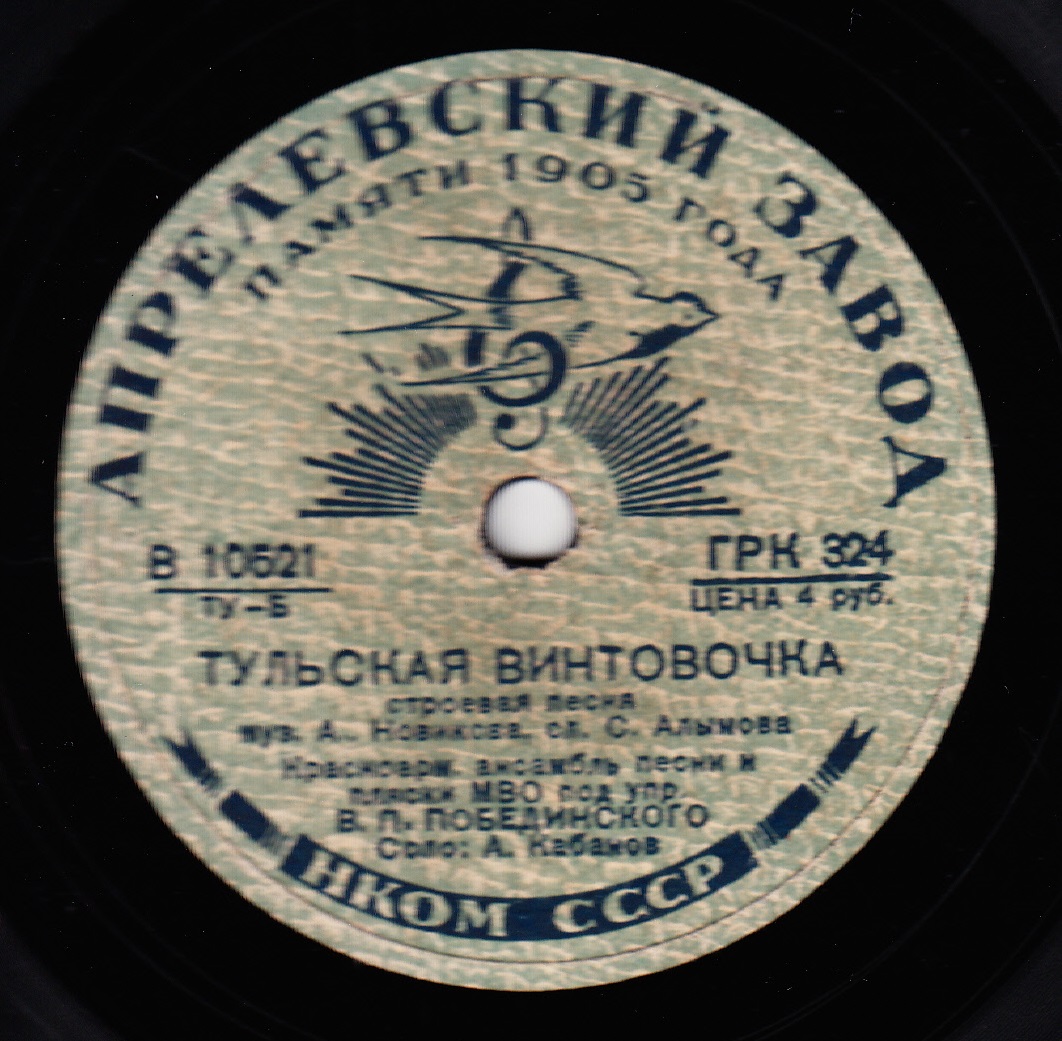 АПРЕЛЕВСКИЙ ЗАВОД
ПАМЯТИ 1905 ГОДА
В 10521
ТУ-Б
ГРК 324
ЦЕНА 4 руб.
ТУЛЬСКАЯ ВИНТОВОЧКА
строевая песня
муз. А. Новикова, сл. С. Алымова
Красноарм. ансамбль песни и
пляски МВО под упр.
В. П. ПОБЕДИНСКОГО
Соло: А. Кабанов
НКОМ СССР